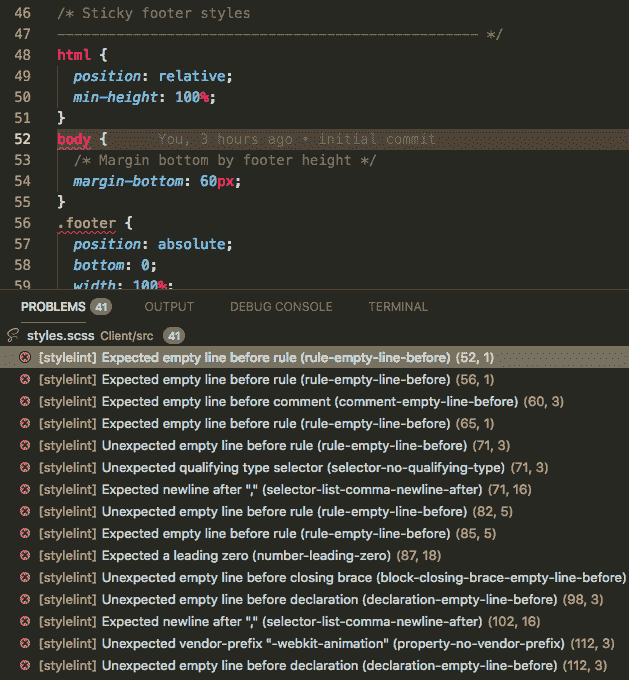 46 /* Sticky footer styles
47 -------------------------------------------------- */
48 html {
49 position: relative;
50 min-height: 100%;
51 }
52 body { You, 3 hours ago • initial commit
53 /* Margin bottom by footer height */
54 margin-bottom: 60px;
55 }
56 .footer {
57 position: absolute;
58 bottom: 0;
59 width: 100%;
PROBLEMS 41 OUTPUT DEBUG CONSOLE TERMINAL
styles.scss Client/src 41
[stylelint] Expected empty line before rule (rule-empty-line-before) (52, 1)
[stylelint] Expected empty line before rule (rule-empty-line-before) (56, 1)
[stylelint] Expected empty line before comment (comment-empty-line-before) (60, 3)
[stylelint] Expected empty line before rule (rule-empty-line-before) (65, 1)
[stylelint] Unexpected empty line before rule (rule-empty-line-before) (71, 3)
[stylelint] Unexpected qualifying type selector (selector-no-qualifying-type) (71, 3)
[stylelint] Expected newline after "," (selector-list-comma-newline-after) (71, 16)
[stylelint] Unexpected empty line before rule (rule-empty-line-before) (82, 5)
[stylelint] Expected empty line before rule (rule-empty-line-before) (85, 5)
[stylelint] Expected a leading zero (number-leading-zero) (87, 18)
[stylelint] Unexpected empty line before closing brace (block-closing-brace-empty-line-before)
[stylelint] Unexpected empty line before declaration (declaration-empty-line-before) (98, 3)
[stylelint] Expected newline after "," (selector-list-comma-newline-after) (102, 16)
[stylelint] Unexpected vendor-prefix "-webkit-animation" (property-no-vendor-prefix) (112, 3)
[stylelint] Unexpected empty line before declaration (declaration-empty-line-before) (112, 3)